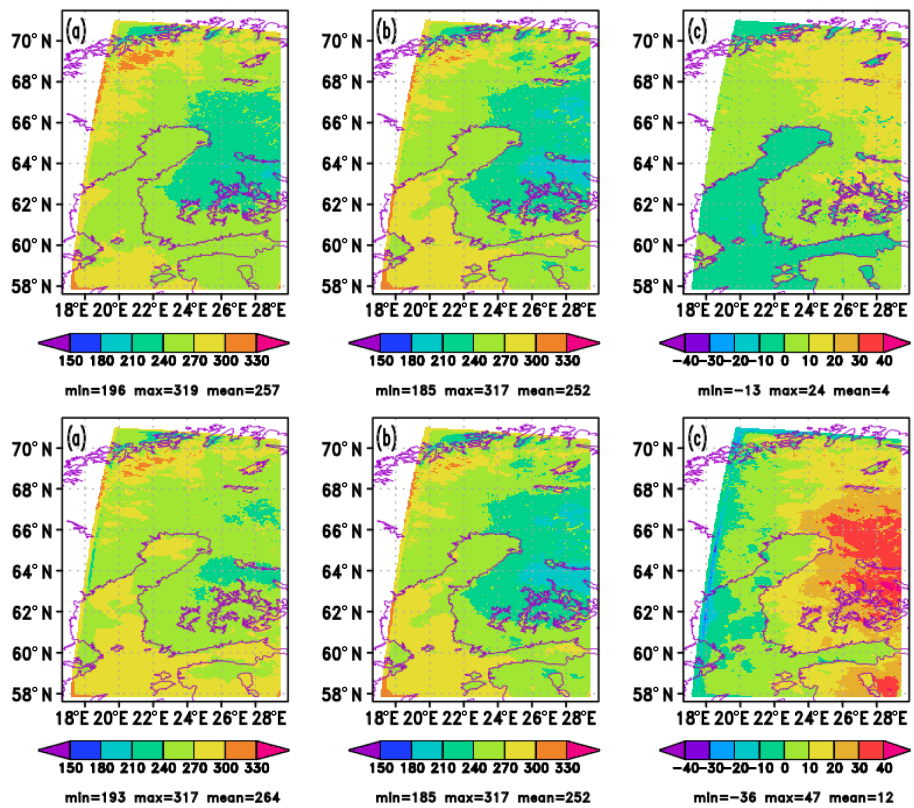 (a) (b) (c)
70° N 70° N 70° N
68° N 68° N 68° N
66° N 66° N 66° N
64° N 64° N 64° N
62° N 62° N 62° N
60° N 60° N 60° N
58° N 58° N 58° N
18°E 20°E 22°E 24°E 26°E 28°E 18°E 20°E 22°E 24°E 26°E 28°E 18°E 20°E 22°E 24°E 26°E 28°E
150 180 210 240 270 300 330 150 180 210 240 270 300 330 -40 -30 -20 -10 0 10 20 30 40
min=196 max=319 mean=257 min=185 max=317 mean=252 min=-13 max=24 mean=4
(a) (b) (c)
70° N 70° N 70° N
68° N 68° N 68° N
66° N 66° N 66° N
64° N 64° N 64° N
62° N 62° N 62° N
60° N 60° N 60° N
58° N 58° N 58° N
18°E 20°E 22°E 24°E 26°E 28°E 18°E 20°E 22°E 24°E 26°E 28°E 18°E 20°E 22°E 24°E 26°E 28°E
150 180 210 240 270 300 330 150 180 210 240 270 300 330 -40 -30 -20 -10 0 10 20 30 40
min=193 max=317 mean=264 min=185 max=317 mean=252 min=-36 max=47 mean=12